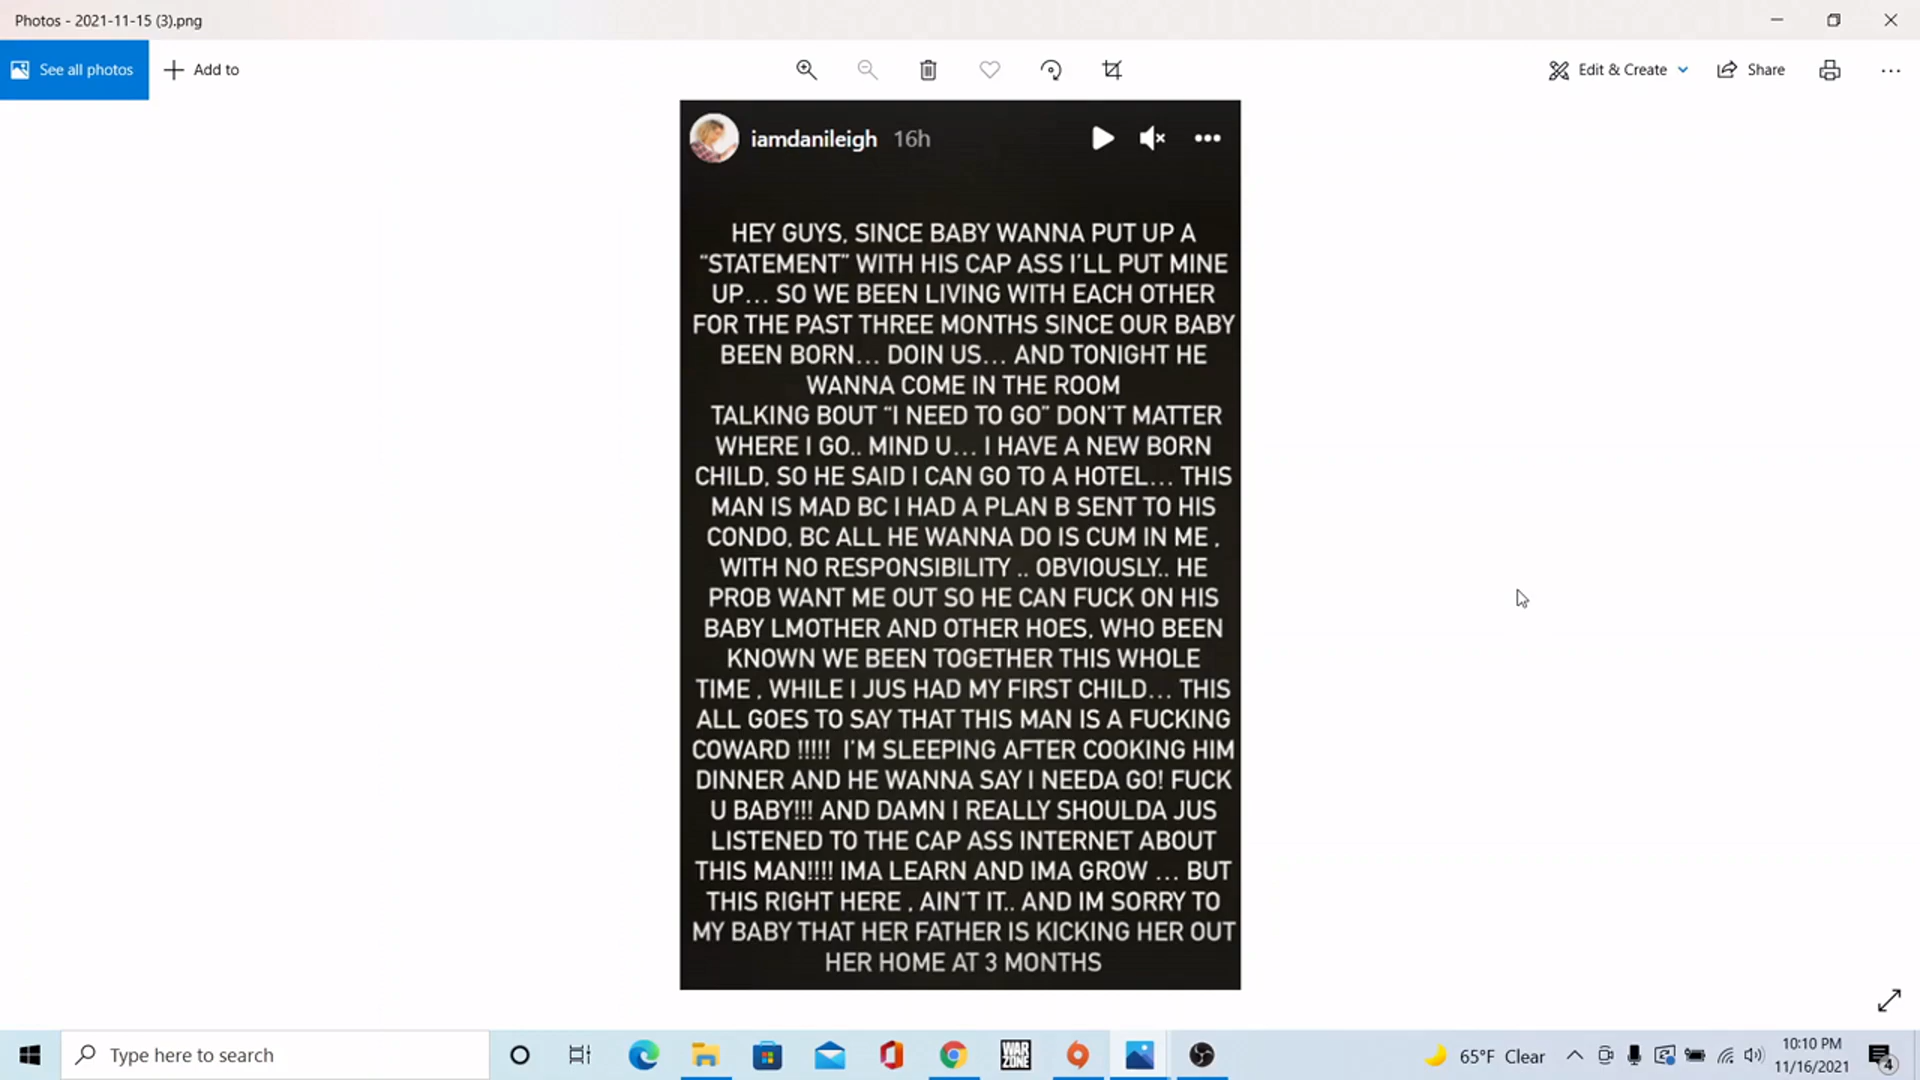 Photos - 2021-11-15 (3).png
See all photos
Add to
Edit & Create
Share
iamdanileigh 16h
HEY GUYS, SINCE BABY WANNA PUT UP A
“STATEMENT” WITH HIS CAP ASS I’LL PUT MINE
UP... SO WE BEEN LIVING WITH EACH OTHER
FOR THE PAST THREE MONTHS SINCE OUR BABY
BEEN BORN... DOIN US... AND TONIGHT HE
WANNA COME IN THE ROOM
TALKING BOUT “I NEED TO GO” DON’T MATTER
WHERE I GO.. MIND U... I HAVE A NEW BORN
CHILD, SO HE SAID I CAN GO TO A HOTEL... THIS
MAN IS MAD BC I HAD A PLAN B SENT TO HIS
CONDO, BC ALL HE WANNA DO IS CUM IN ME ,
WITH NO RESPONSIBILITY .. OBVIOUSLY.. HE
PROB WANT ME OUT SO HE CAN FUCK ON HIS
BABY LMOTHER AND OTHER HOES, WHO BEEN
KNOWN WE BEEN TOGETHER THIS WHOLE
TIME , WHILE I JUS HAD MY FIRST CHILD... THIS
ALL GOES TO SAY THAT THIS MAN IS A FUCKING
COWARD !!!!! I’M SLEEPING AFTER COOKING HIM
DINNER AND HE WANNA SAY I NEEDA GO! FUCK
U BABY!!! AND DAMN I REALLY SHOULDA JUS
LISTENED TO THE CAP ASS INTERNET ABOUT
THIS MAN!!!! IMA LEARN AND IMA GROW ... BUT
THIS RIGHT HERE , AIN’T IT.. AND IM SORRY TO
MY BABY THAT HER FATHER IS KICKING HER OUT
HER HOME AT 3 MONTHS
Type here to search
WAR
ZONE
65°F Clear
10:10 PM
11/16/2021
4